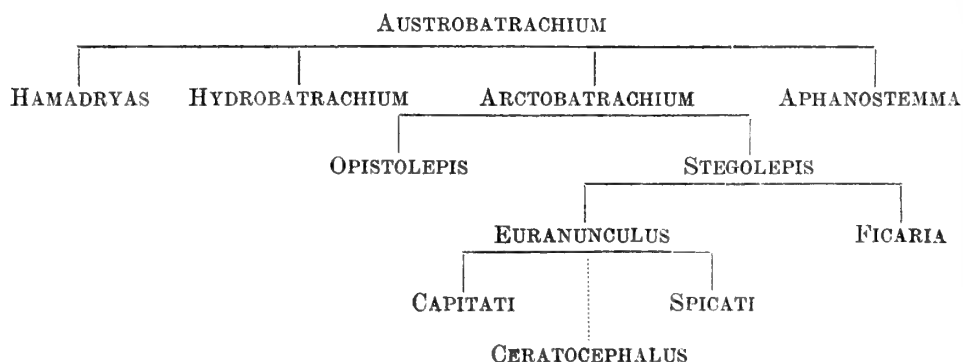 AUSTROBATRACHIUM
HAMADRYAS HYDROBATRACHIUM ARCTOBATRACHIUM APHANOSTEMMA
OPISTOLEPIS STEGOLEPIS
EURANUNCULUS FICARIA
CAPITATI SPICATI
CERATOCEPHALUS